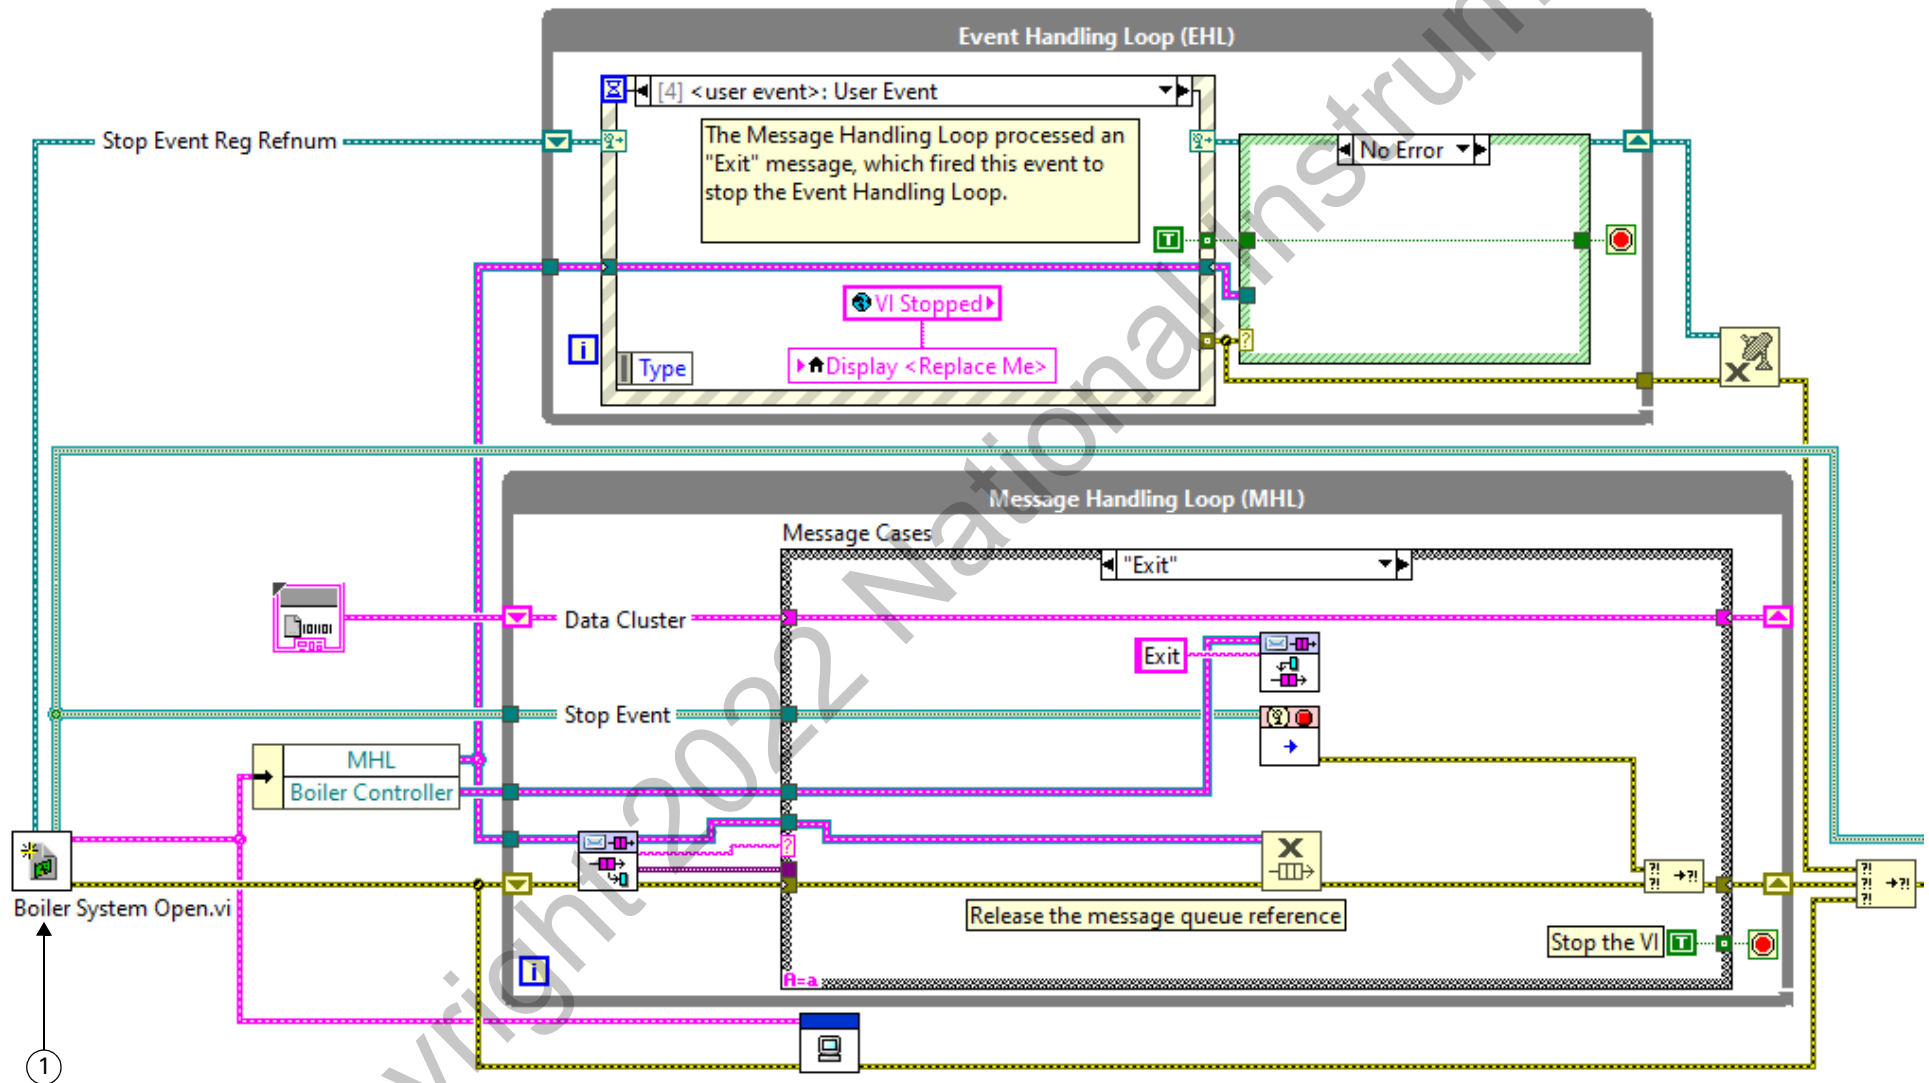 Event Handling Loop (EHL)
[4] <user event>: User Event
Stop Event Reg Refnum
The Message Handling Loop processed an
"Exit" message, which fired this event to
stop the Event Handling Loop.
No Error
T
VI Stopped
i
Type
Display <Replace Me>
Message Handling Loop (MHL)
Message Cases
"Exit"
Data Cluster
Exit
Stop Event
MHL
Boiler Controller
Boiler System Open.vi
Release the message queue reference
Stop the VI T
i
A=a
1
yright 2022 National Instrum